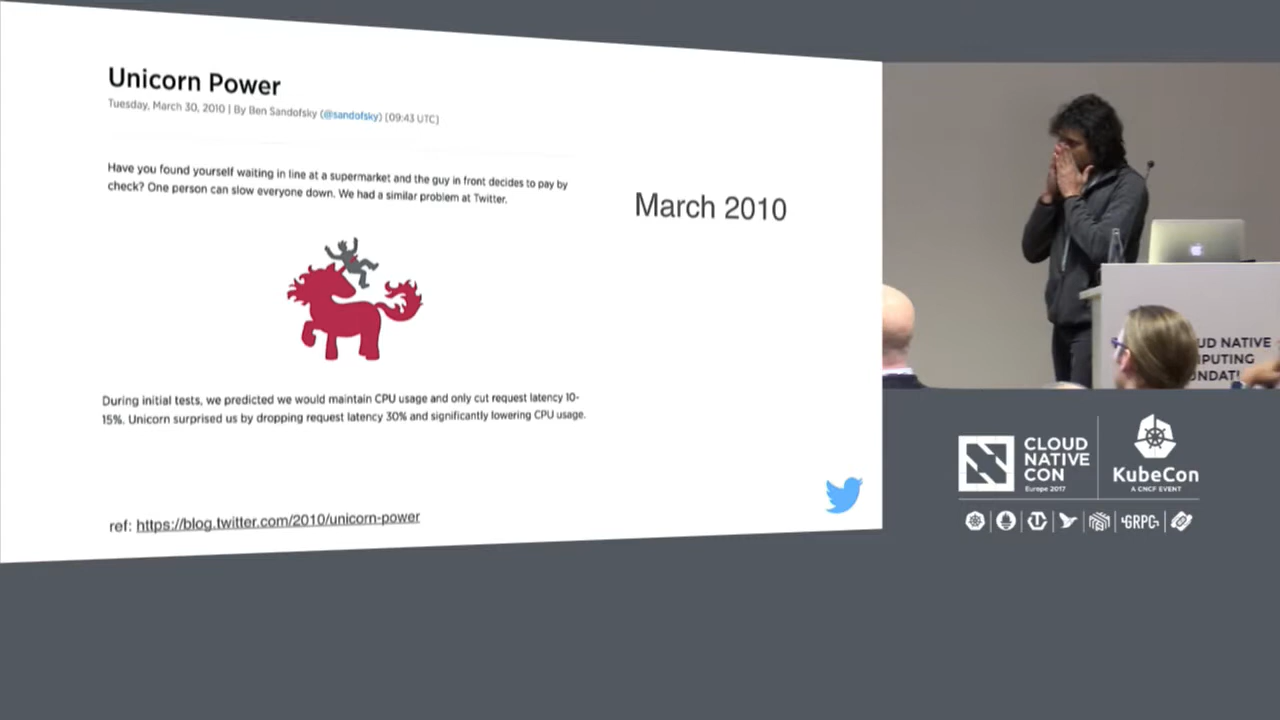 Unicorn Power
Tuesday, March 30, 2010 | By Ben Sandofsky (@sandofsky) [09:43 UTC]
Have you found yourself waiting in line at a supermarket and the guy in front decides to pay by
check? One person can slow everyone down. We had a similar problem at Twitter.
March 2010
During initial tests, we predicted we would maintain CPU usage and only cut request latency 10-
15%. Unicorn surprised us by dropping request latency 30% and significantly lowering CPU usage.
ref: https://blog.twitter.com/2010/unicorn-power
UD NATIVE
PUTING
NDATI
CLOUD
NATIVE
CON
Europe 2017
KubeCon
A CNCF EVENT
GRPC